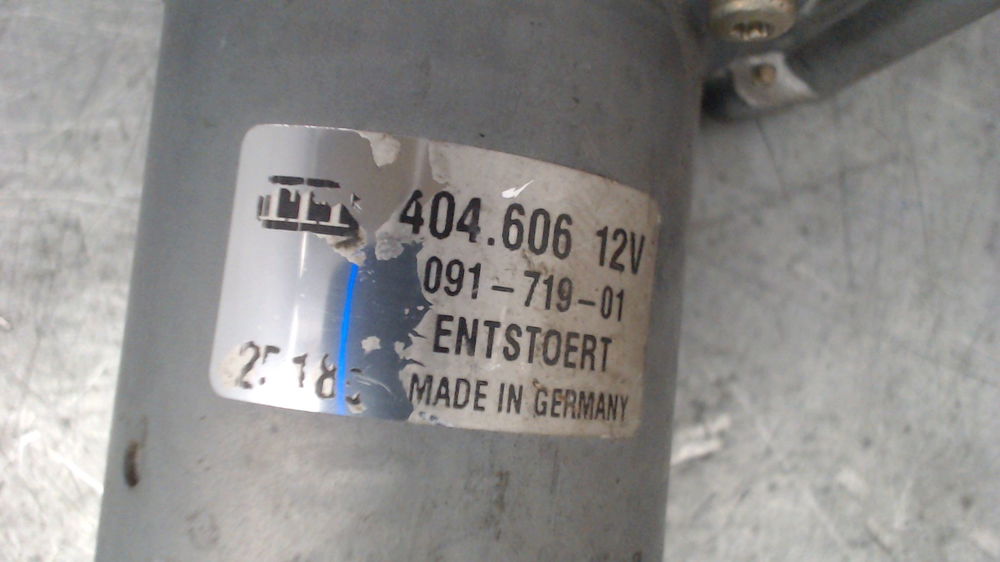 404.606 12V
091-719-01
ENTSTOERT
MADE IN GERMANY